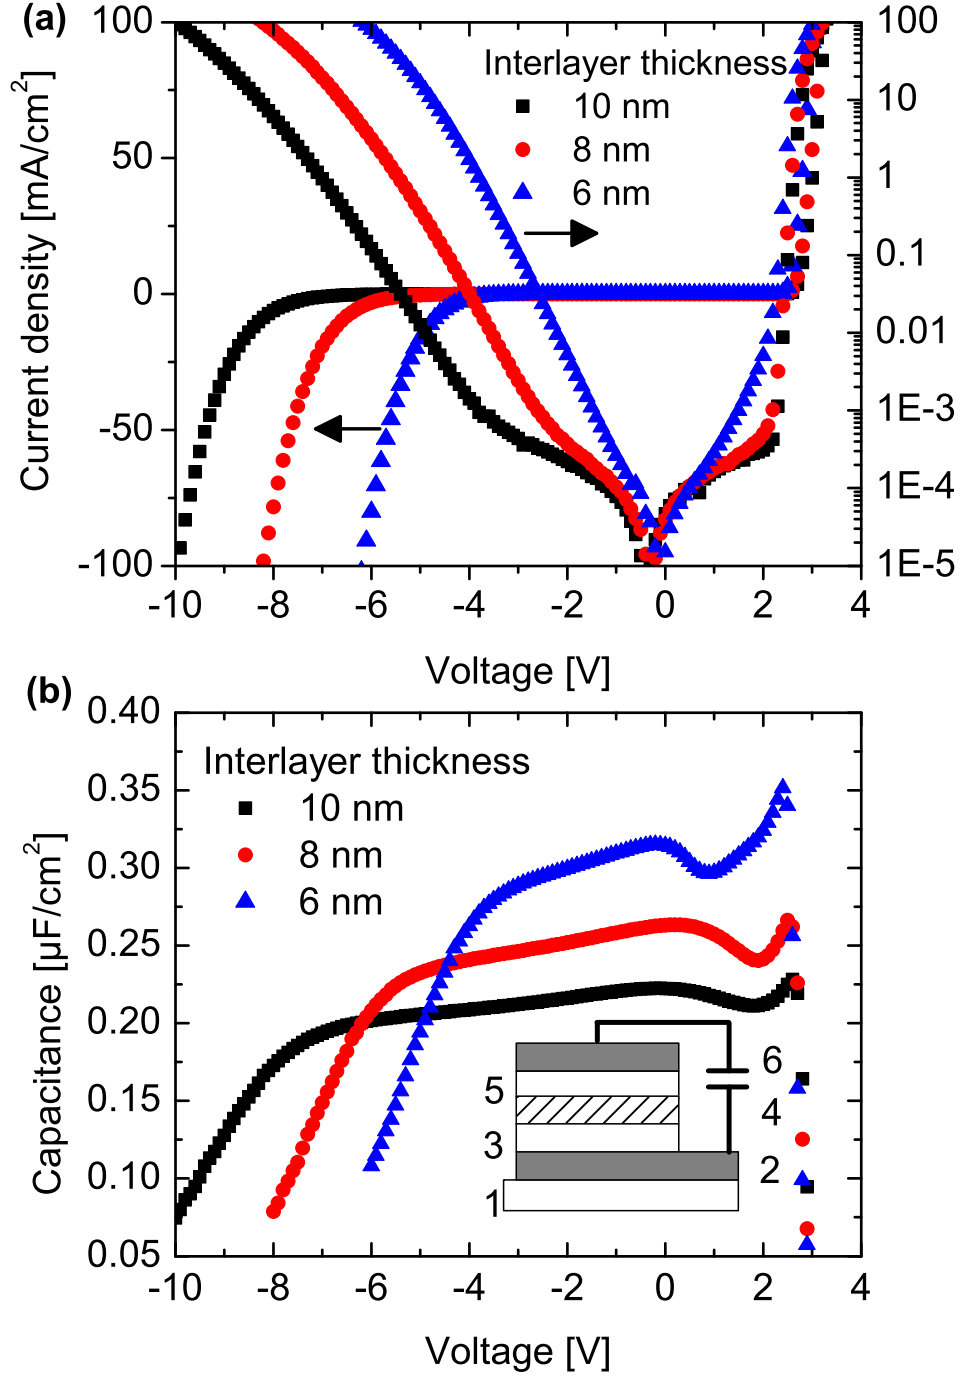 (a)
100
50
0
-50
-100
Current density [mA/cm²]
Interlayer thickness
10 nm
8 nm
6 nm
100
10
1
0.1
0.01
1E-3
1E-4
1E-5
-10 -8 -6 -4 -2 0 2 4
Voltage [V]
(b)
0.40
0.35
0.30
0.25
0.20
0.15
0.10
0.05
Capacitance [µF/cm²]
Interlayer thickness
10 nm
8 nm
6 nm
6
5
4
3
2
1
-10 -8 -6 -4 -2 0 2 4
Voltage [V]